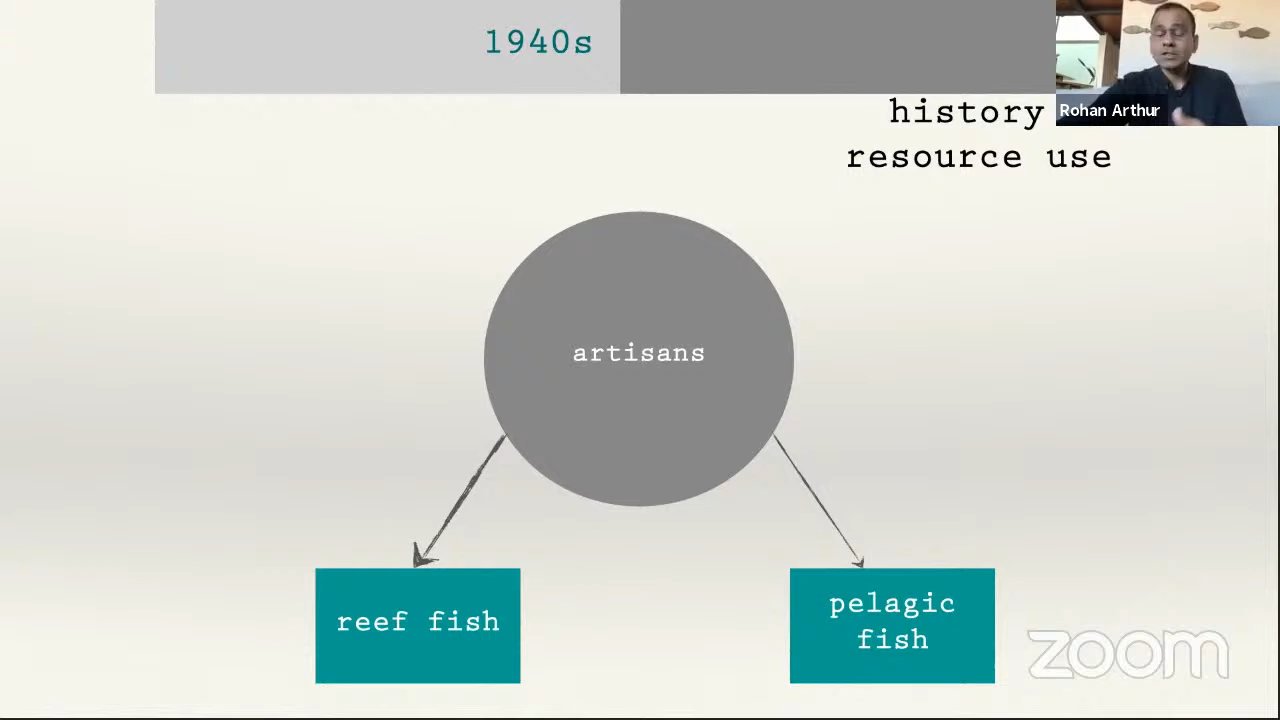 1940s
Rohan Arthur
history
resource use
artisans
reef fish
pelagic
fish
zoom